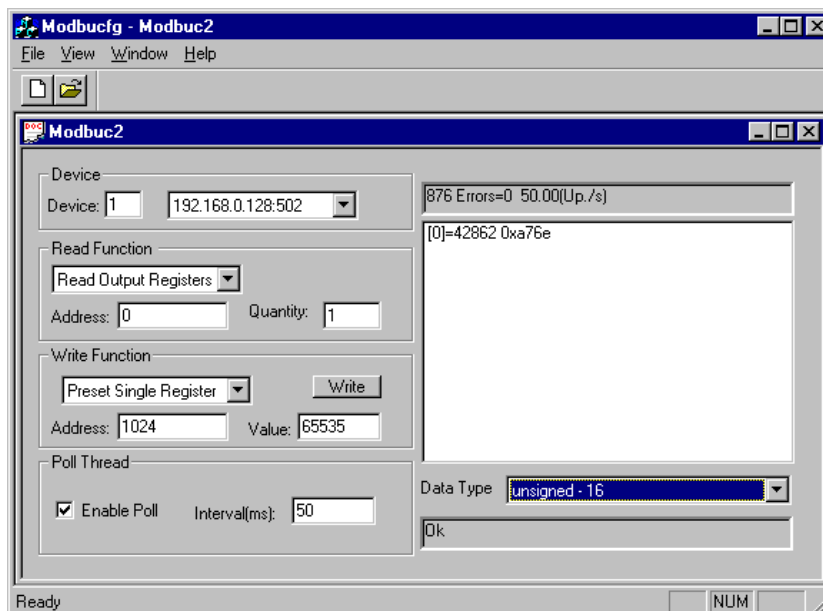 Modbucfg - Modbuc2
File View Window Help
DOC Modbuc2
Device
Device: 1 192.168.0.128:502
876 Errors=0 50.00(Up./s)
[0]=42862 0xa76e
Read Function
Read Output Registers
Address: 0 Quantity: 1
Write Function
Preset Single Register Write
Address: 1024 Value: 65535
Poll Thread
Enable Poll Interval(ms): 50
Data Type unsigned - 16
Ok
Ready NUM